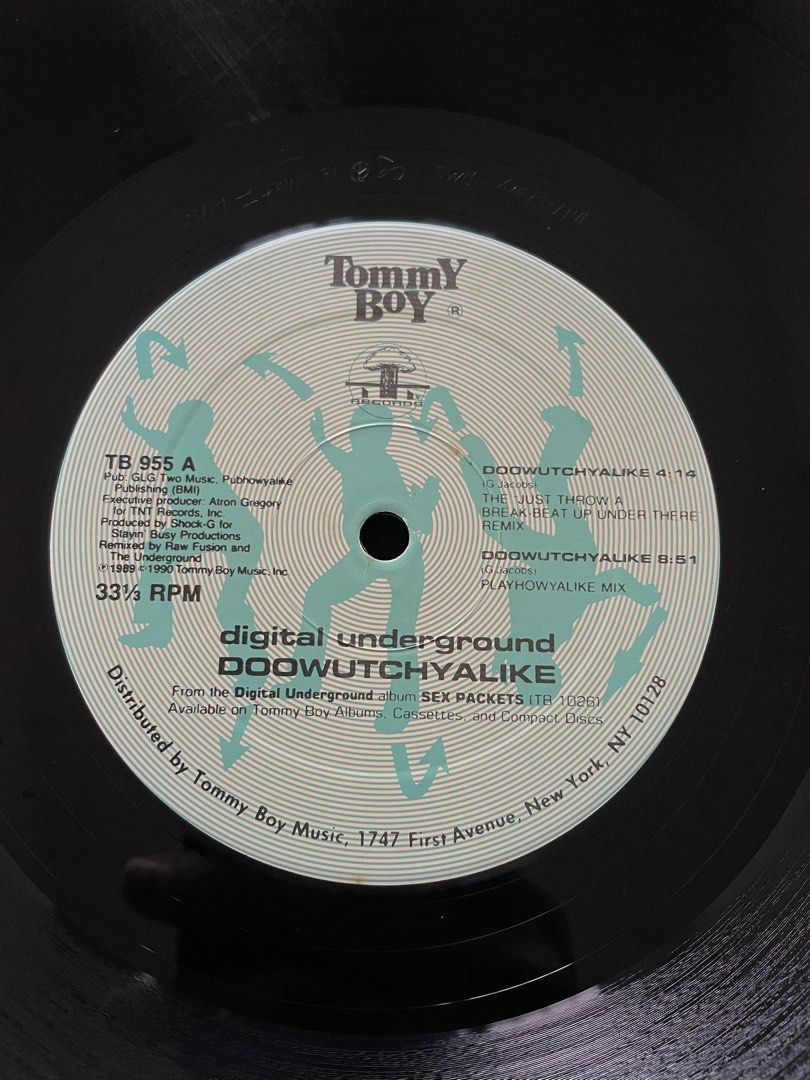 Tommy
Boy ®
RECORDS
TB 955 A
Pub: GLG Two Music, Pubhowyalike
Publishing (BMI)
Executive producer: Atron Gregory
for TNT Records, Inc.
Produced by Shock-G for
Stayin' Busy Productions
Remixed by Raw Fusion and
The Underground
℗1989 ©1990 Tommy Boy Music, Inc
33⅓ RPM
DOOWUTCHYALIKE 4:14
(G.Jacobs)
THE "JUST THROW A
BREAK-BEAT UP UNDER THERE
REMIX
DOOWUTCHYALIKE 8:51
(G.Jacobs)
PLAYHOWYALIKE MIX
digital underground
DOOWUTCHYALIKE
From the Digital Underground album SEX PACKETS (TB 1026)
Available on Tommy Boy Albums, Cassettes, and Compact Discs
Distributed by Tommy Boy Music, 1747 First Avenue, New York, NY 10128